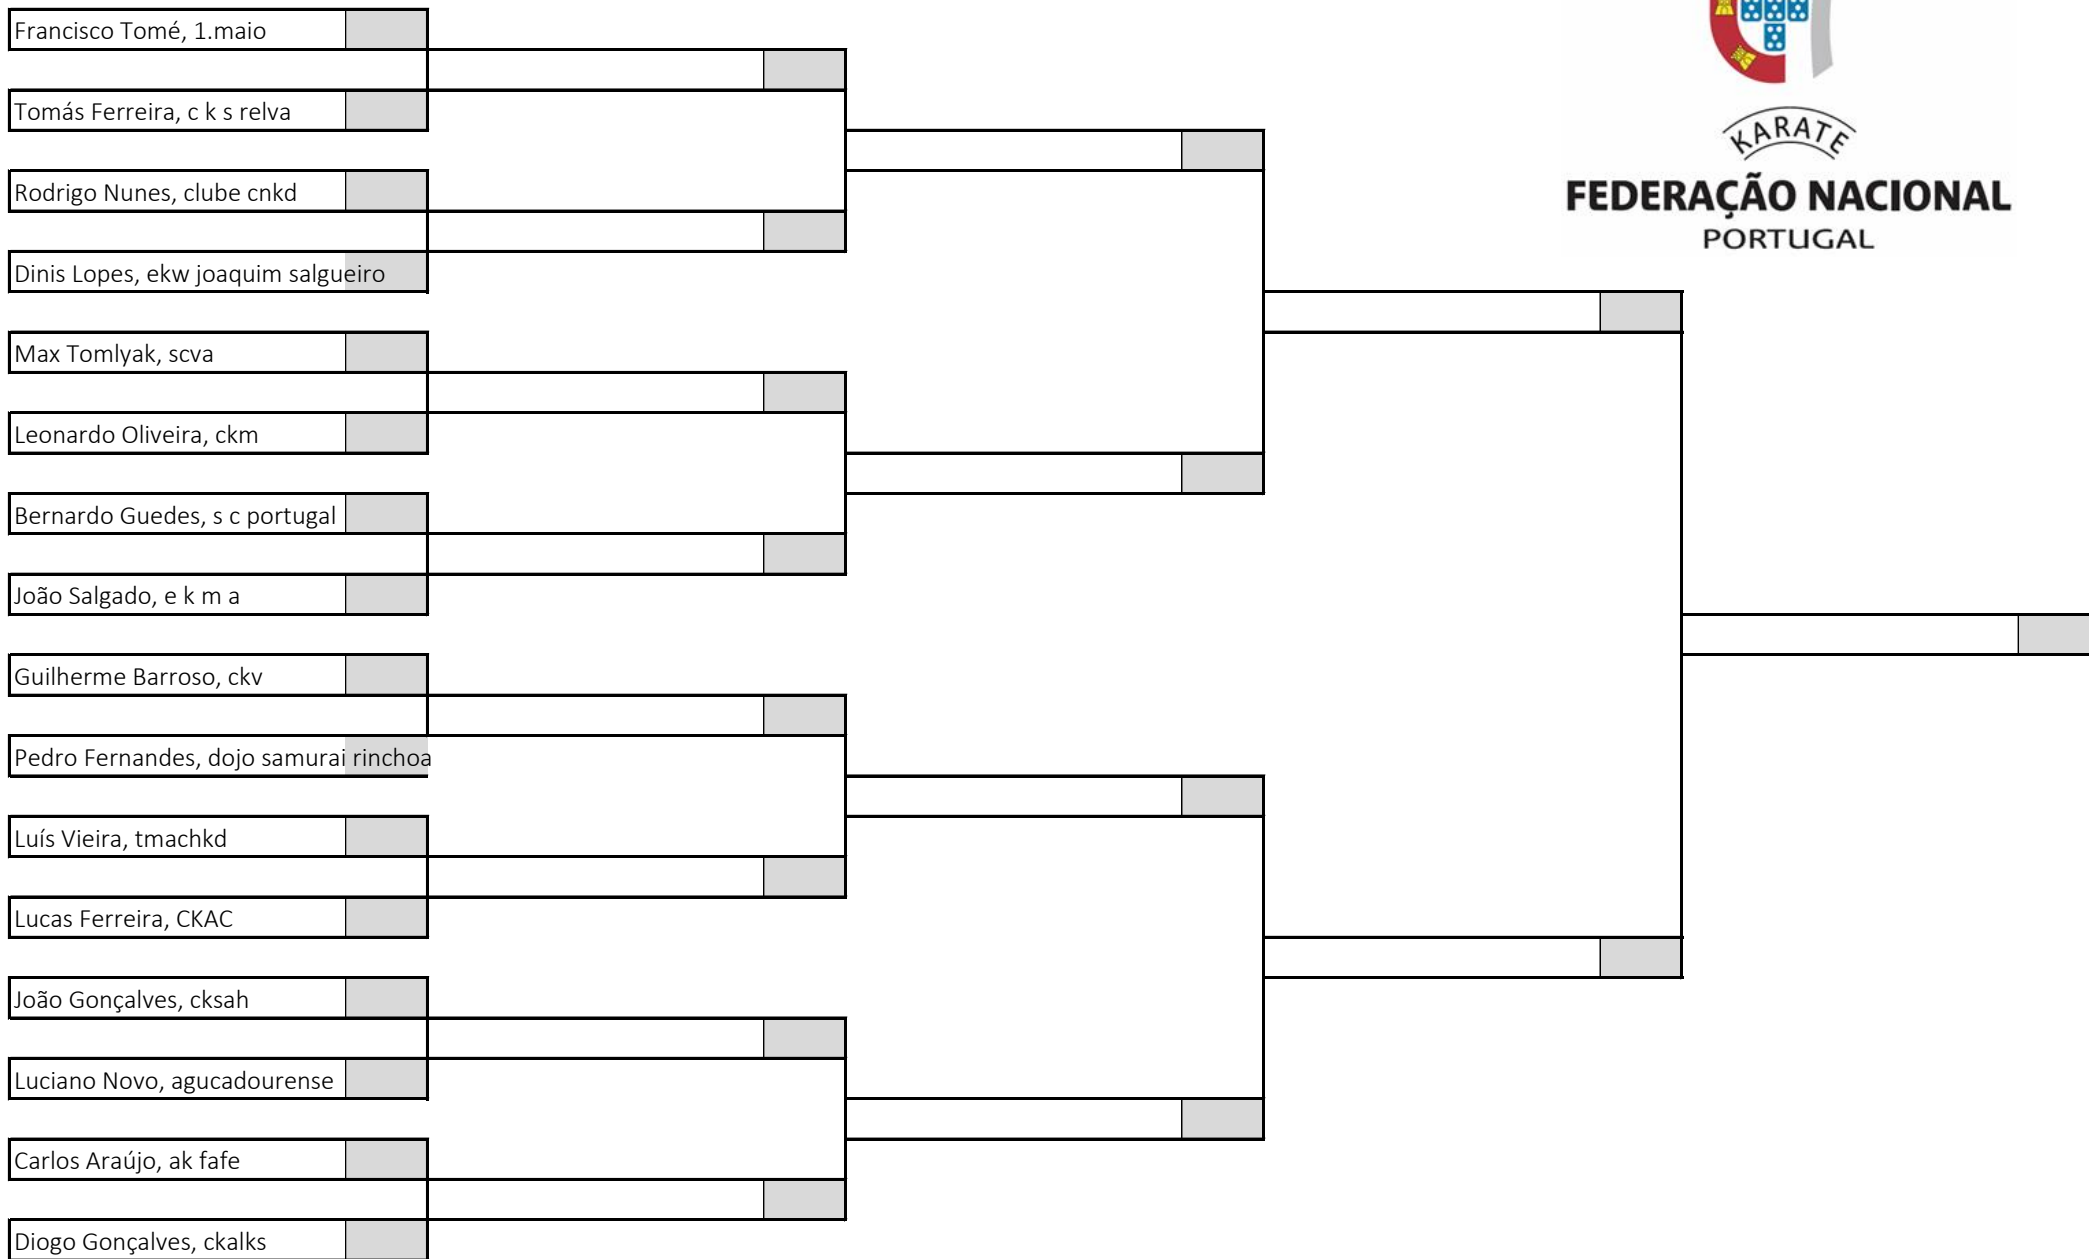 Francisco Tomé, 1.maio
Tomás Ferreira, c k s relva
Rodrigo Nunes, clube cnkd
Dinis Lopes, ekw joaquim salgueiro
Max Tomlyak, scva
Leonardo Oliveira, ckm
Bernardo Guedes, s c portugal
João Salgado, e k m a
Guilherme Barroso, ckv
Pedro Fernandes, dojo samurai rinchoa
Luís Vieira, tmachkd
Lucas Ferreira, CKAC
João Gonçalves, cksah
Luciano Novo, agucadourense
Carlos Araújo, ak fafe
Diogo Gonçalves, ckalks
KARATE
FEDERAÇÃO NACIONAL
PORTUGAL